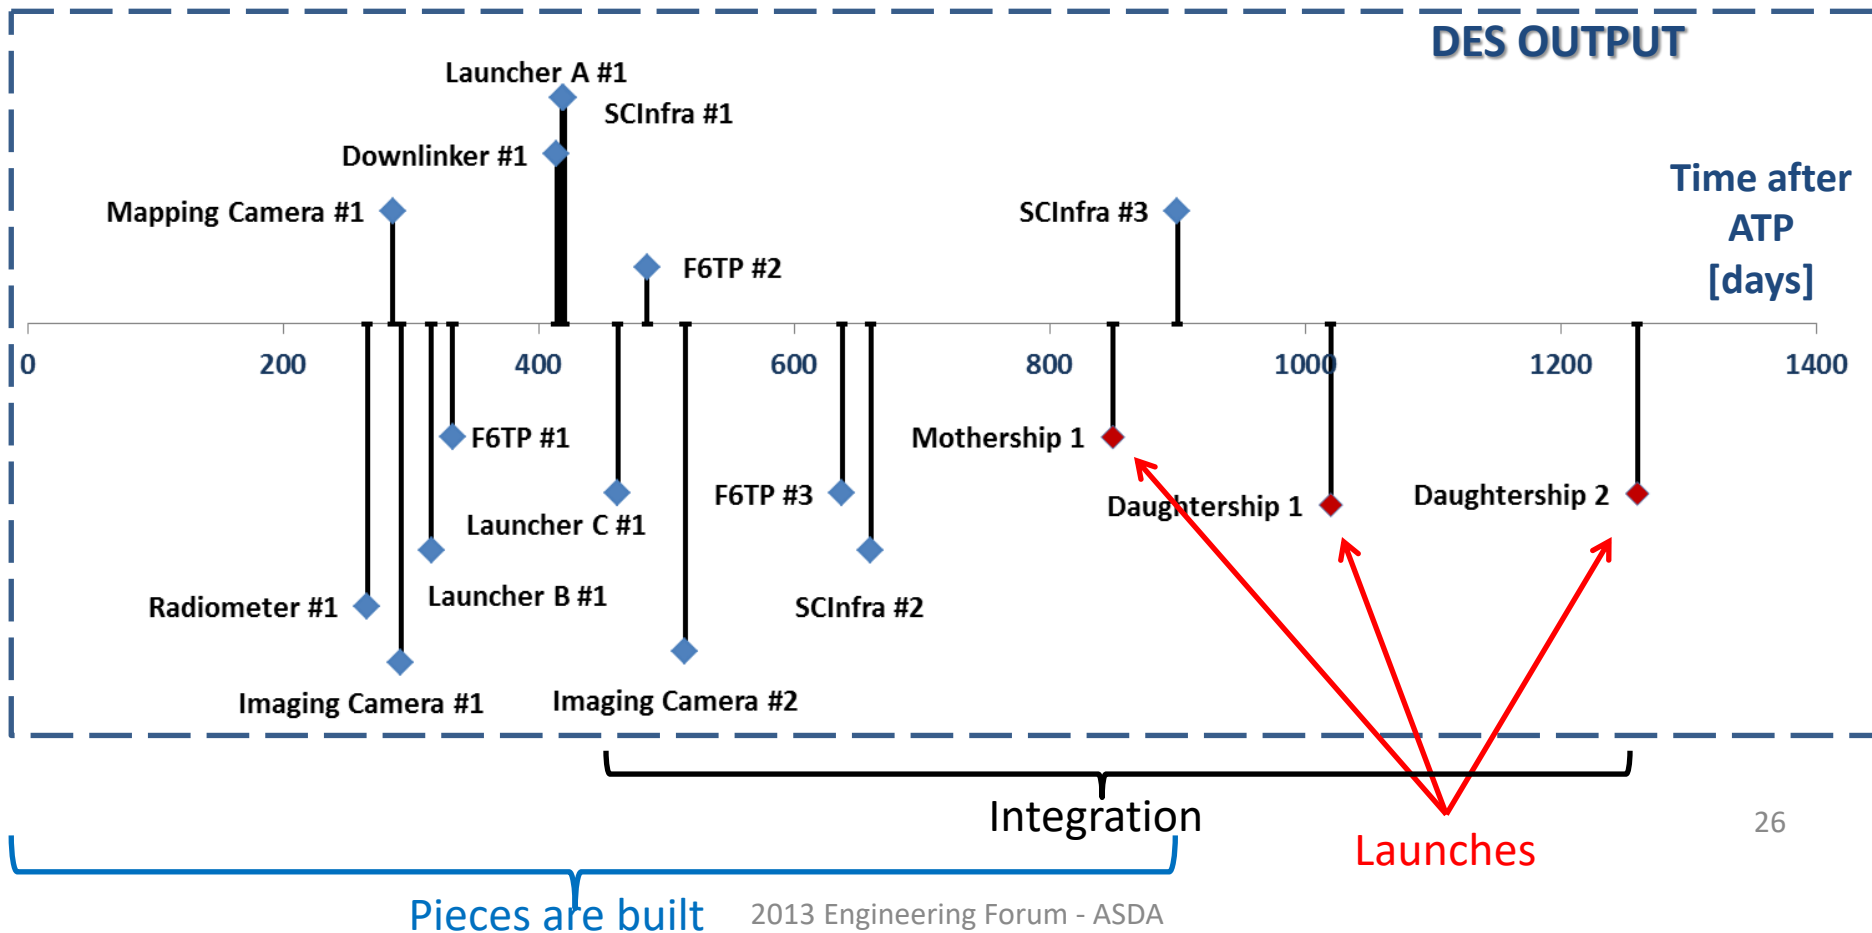 DES OUTPUT
Launcher A #1
SCInfra #1
Downlinker #1
Mapping Camera #1
SCInfra #3
Time after
ATP
[days]
F6TP #2
0
200
400
600
800
1000
1200
1400
F6TP #1
Mothership 1
F6TP #3
Daughtership 1
Daughtership 2
Launcher C #1
Radiometer #1
Launcher B #1
SCInfra #2
Imaging Camera #1
Imaging Camera #2
Integration
26
Launches
Pieces are built
2013 Engineering Forum - ASDA